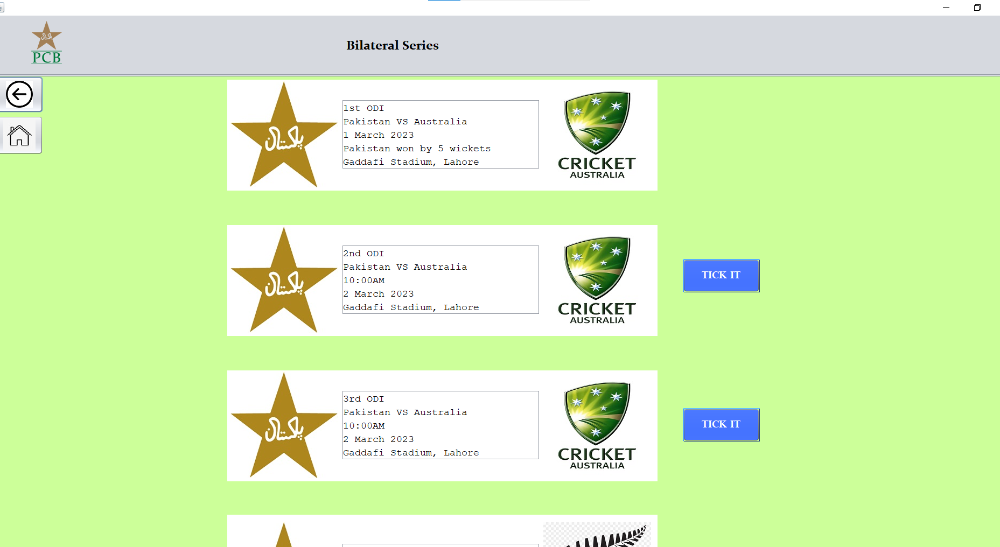 پاکستان
PCB
Bilateral Series
پاکستان
1st ODI
Pakistan VS Australia
1 March 2023
Pakistan won by 5 wickets
Gaddafi Stadium, Lahore
CRICKET
AUSTRALIA
پاکستان
2nd ODI
Pakistan VS Australia
10:00AM
2 March 2023
Gaddafi Stadium, Lahore
CRICKET
AUSTRALIA
TICK IT
پاکستان
3rd ODI
Pakistan VS Australia
10:00AM
2 March 2023
Gaddafi Stadium, Lahore
CRICKET
AUSTRALIA
TICK IT